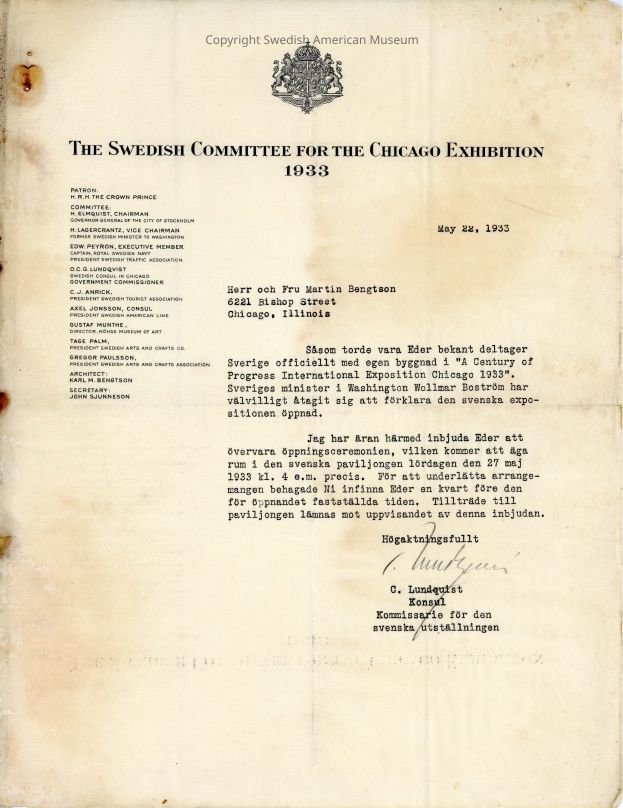 Copyright Swedish American Museum
THE SWEDISH COMMITTEE FOR THE CHICAGO EXHIBITION
1933
PATRON:
H. R. H. THE CROWN PRINCE
COMMITTEE:
H. ELMQUIST, CHAIRMAN
GOVERNOR GENERAL OF THE CITY OF STOCKHOLM
H. LAGERCRANTZ, VICE CHAIRMAN
FORMER SWEDISH MINISTER TO WASHINGTON
EDW. PEYRON, EXECUTIVE MEMBER
CAPTAIN, ROYAL SWEDISH NAVY
PRESIDENT SWEDISH TRAFFIC ASSOCIATION
O.C.G. LUNDQVIST
SWEDISH CONSUL IN CHICAGO
GOVERNMENT COMMISSIONER
C. J. ANRICK,
PRESIDENT SWEDISH TOURIST ASSOCIATION
AXEL JONSSON, CONSUL
PRESIDENT SWEDISH AMERICAN LINE
GUSTAF MUNTHE,
DIRECTOR, RÖHSS MUSEUM OF ART
TAGE PALM,
PRESIDENT SWEDISH ARTS AND CRAFTS CO.
GREGOR PAULSSON,
PRESIDENT SWEDISH ARTS AND CRAFTS ASSOCIATION
ARCHITECT:
KARL M. BENGTSON
SECRETARY:
JOHN SJUNNESON
May 22, 1933
Herr och Fru Martin Bengtson
6221 Bishop Street
Chicago, Illinois
Såsom torde vara Eder bekant deltager
Sverige officiellt med egen byggnad i "A Century of
Progress International Exposition Chicago 1933".
Sveriges minister i Washington Wollmar Boström har
välvilligt åtagit sig att förklara den svenska expo-
sitionen öppnad.
Jag har äran härmed inbjuda Eder att
övervara öppningsceremonien, vilken kommer att äga
rum i den svenska paviljongen lördagen den 27 maj
1933 kl. 4 e.m. precis. För att underlätta arrange-
mangen behagade Ni infinna Eder en kvart före den
för öppnandet fastställda tiden. Tillträde till
paviljongen lämnas mot uppvisandet av denna inbjudan.
Högaktningsfullt
C. Lundquist
Konsul
Kommissarie för den
svenska utställningen